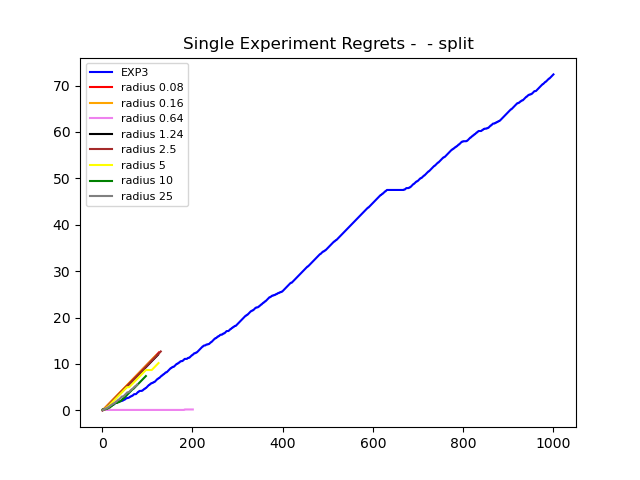 Single Experiment Regrets -  - split
EXP3
radius 0.08
radius 0.16
radius 0.64
radius 1.24
radius 2.5
radius 5
radius 10
radius 25
70
60
50
40
30
20
10
0
0 200 400 600 800 1000